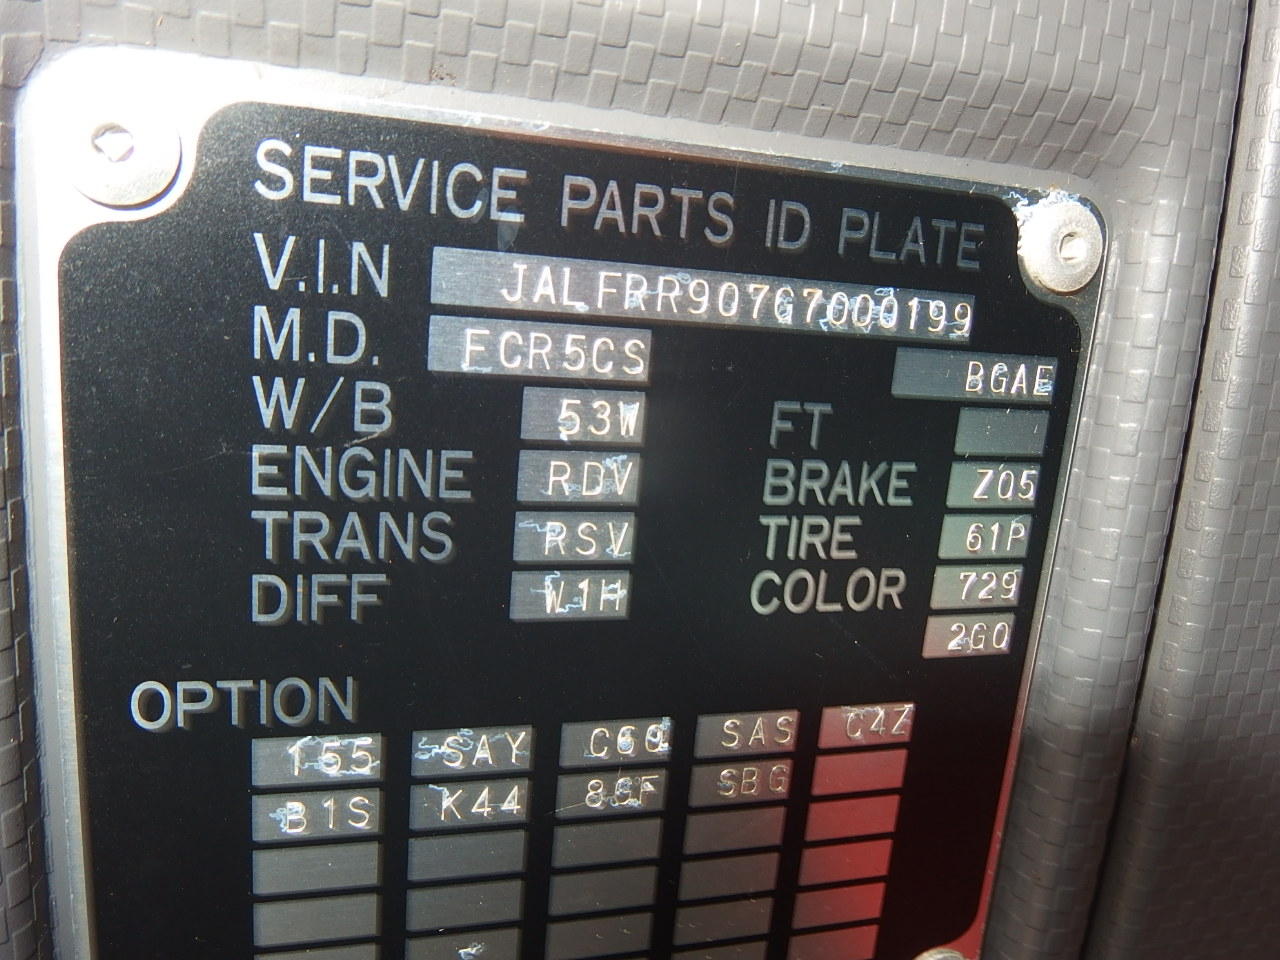 SERVICE PARTS ID PLATE
V.I.N JALFRR90767000199
M.D. FCR5CS BGAE
W/B 53W FT
ENGINE RDV BRAKE Z05
TRANS RSV TIRE 61P
DIFF W1H COLOR 729
2G0
OPTION
155 SAY C60 SAS C4Z
B1S K44 8GF SBG